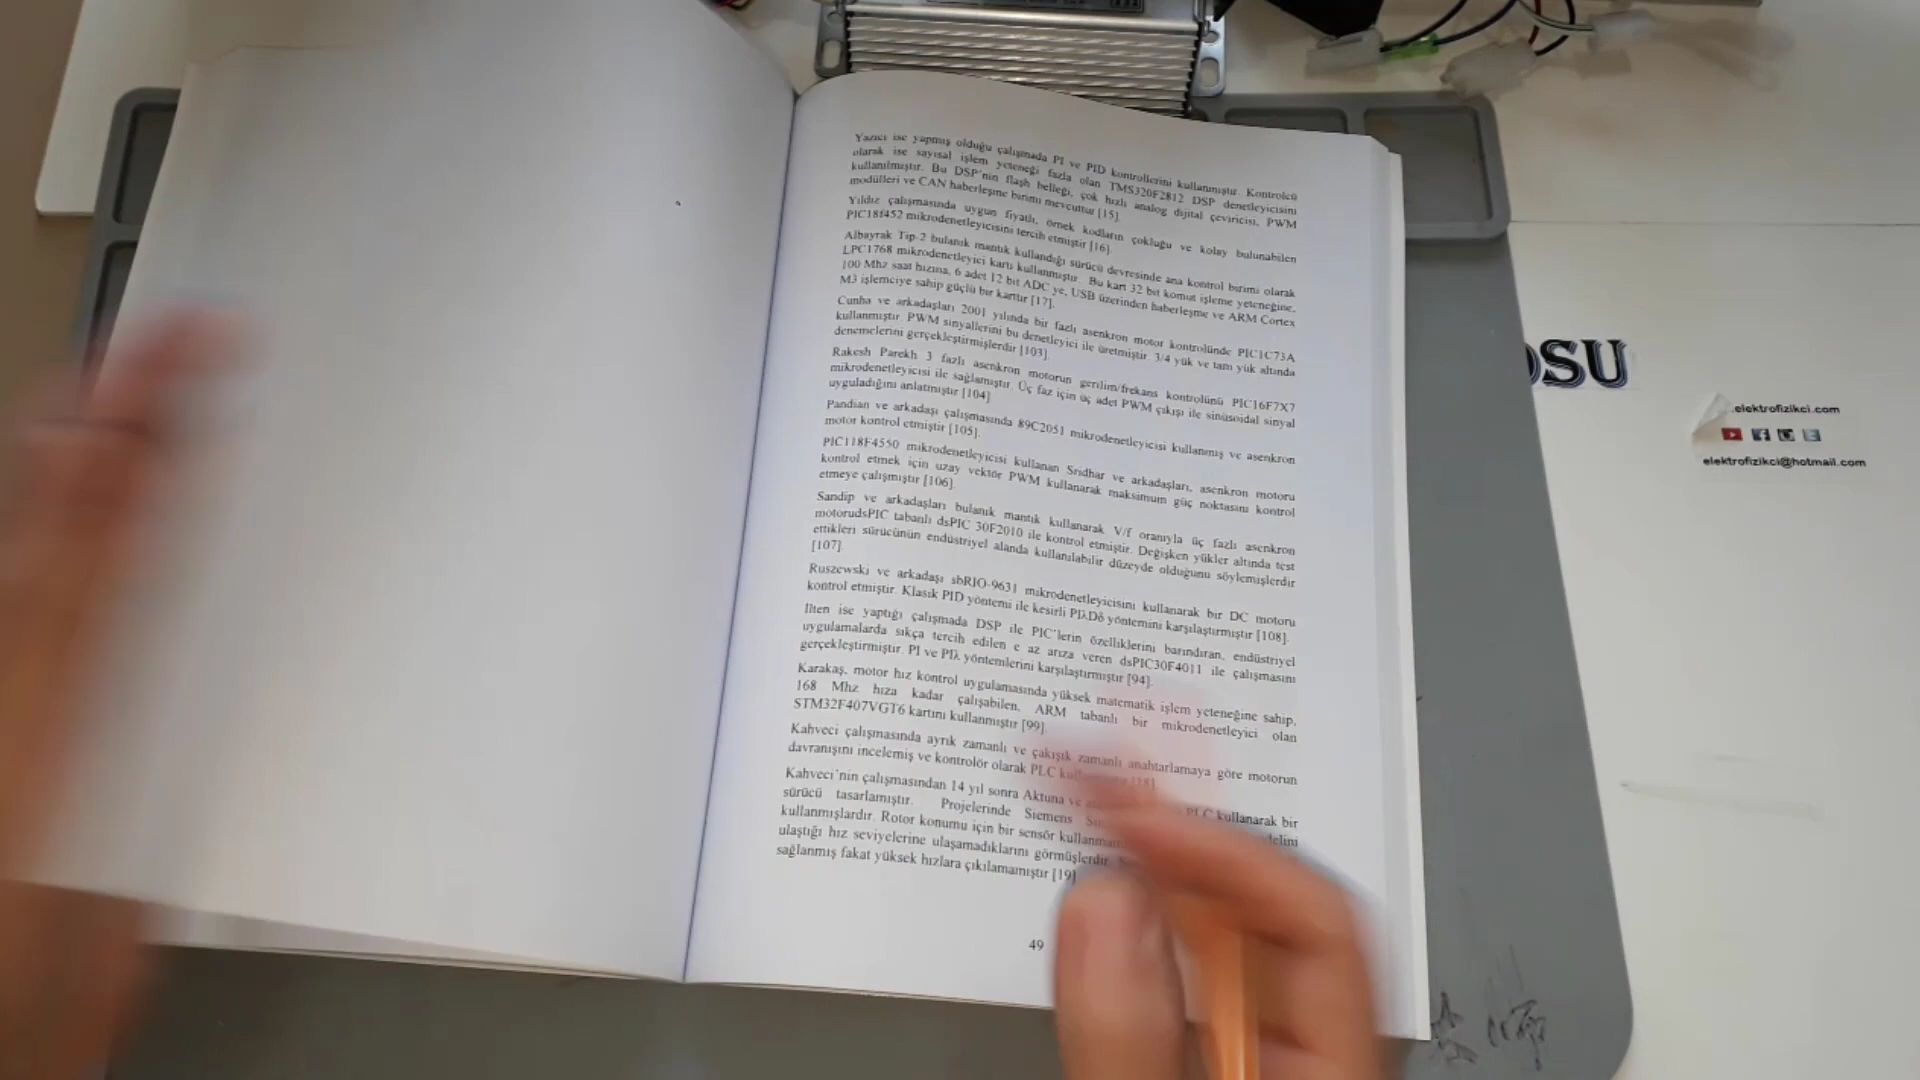 Yazıcı ise yapmış olduğu çalışmada PI ve PID kontrollerini kullanmıştır. Kontrolcü
olarak ise sayısal işlem yeteneği fazla olan TMS320F2812 DSP denetleyicisini
kullanılmıştır. Bu DSP'nin flash belleği, çok hızlı analog dijital çeviricisi, PWM
modülleri ve CAN haberleşme birimi mevcuttur [15].
Yıldız çalışmasında uygun fiyatlı, örnek kodların çokluğu ve kolay bulunabilen
PIC18f452 mikrodenetleyicisini tercih etmiştir [16].
Albayrak Tip-2 bulanık mantık kullandığı sürücü devresinde ana kontrol birimi olarak
LPC1768 mikrodenetleyici kartı kullanmıştır. Bu kart 32 bit komut işleme yeteneğine,
100 Mhz saat hızına, 6 adet 12 bit ADC'ye, USB üzerinden haberleşme ve ARM Cortex
M3 işlemciye sahip güçlü bir karttır [17].
Cunha ve arkadaşları 2001 yılında bir fazlı asenkron motor kontrolünde PIC1C73A
kullanmıştır. PWM sinyallerini bu denetleyici ile üretmiştir. 3/4 yük ve tam yük altında
denemelerini gerçekleştirmişlerdir [103].
Rakesh Parekh 3 fazlı asenkron motorun gerilim/frekans kontrolünü PIC16F7X7
mikrodenetleyicisi ile sağlamıştır. Üç faz için üç adet PWM çıkışı ile sinüsoidal sinyal
uyguladığını anlatmıştır [104]
Pandian ve arkadaşı çalışmasında 89C2051 mikrodenetleyicisi kullanmış ve asenkron
motor kontrol etmiştir [105].
PIC118F4550 mikrodenetleyicisi kullanan Sridhar ve arkadaşları, asenkron motoru
kontrol etmek için uzay vektör PWM kullanarak maksimum güç noktasını kontrol
etmeye çalışmıştır [106].
Sandip ve arkadaşları bulanık mantık kullanarak V/f oranıyla üç fazlı asenkron
motorudsPIC tabanlı dsPIC 30F2010 ile kontrol etmiştir. Değişken yükler altında test
ettikleri sürücünün endüstriyel alanda kullanılabilir düzeyde olduğunu söylemişlerdir
[107].
Ruszewski ve arkadaşı sbRIO-9631 mikrodenetleyicisini kullanarak bir DC motoru
kontrol etmiştir. Klasik PID yöntemi ile kesirli PIλDδ yöntemini karşılaştırmıştır [108].
İlten ise yaptığı çalışmada DSP ile PIC'lerin özelliklerini barındıran, endüstriyel
uygulamalarda sıkça tercih edilen e az arıza veren dsPIC30F4011 ile çalışmasını
gerçekleştirmiştir. PI ve PIλ yöntemlerini karşılaştırmıştır [94].
Karakaş, motor hız kontrol uygulamasında yüksek matematik işlem yeteneğine sahip,
168 Mhz hıza kadar çalışabilen, ARM tabanlı bir mikrodenetleyici olan
STM32F407VGT6 kartını kullanmıştır [99].
Kahveci çalışmasında ayrık zamanlı ve çakışık zamanlı anahtarlamaya göre motorun
davranışını incelemiş ve kontrolör olarak PLC [18].
Kahveci'nin çalışmasından 14 yıl sonra Aktuna ve PLC kullanarak bir
sürücü tasarlamıştır. Projelerinde Siemens
kullanmışlardır. Rotor konumu için bir sensör
ulaştığı hız seviyelerine ulaşamadıklarını görmüşlerdir.
sağlanmış fakat yüksek hızlara çıkılamamıştır [19]
49
OSU
.elektrofizikci.com
elektrofizikci@hotmail.com